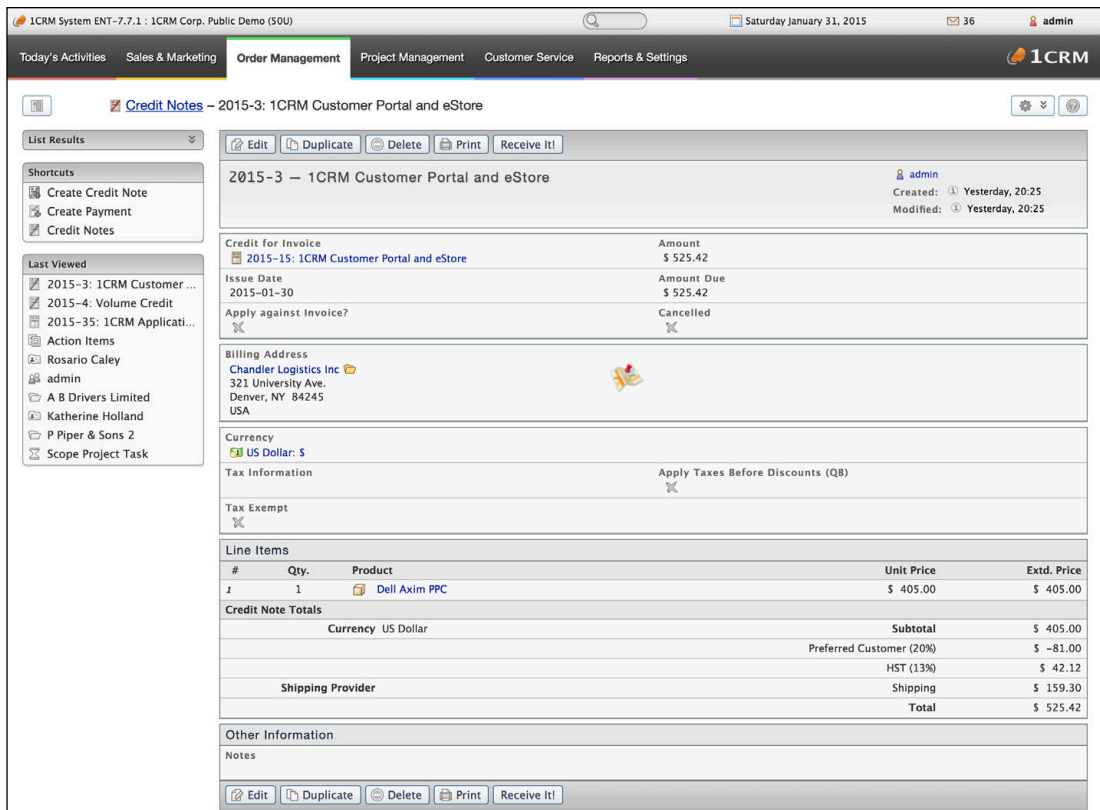 1CRM System ENT-7.7.1 : 1CRM Corp. Public Demo (50U)
Saturday January 31, 2015
36
admin
Today's Activities
Sales & Marketing
Order Management
Project Management
Customer Service
Reports & Settings
1CRM
Credit Notes – 2015-3: 1CRM Customer Portal and eStore
List Results
Shortcuts
Create Credit Note
Create Payment
Credit Notes
Last Viewed
2015-3: 1CRM Customer ...
2015-4: Volume Credit
2015-35: 1CRM Applicati...
Action Items
Rosario Caley
admin
A B Drivers Limited
Katherine Holland
P Piper & Sons 2
Scope Project Task
Edit Duplicate Delete Print Receive It!
2015-3 — 1CRM Customer Portal and eStore
admin
Created: Yesterday, 20:25
Modified: Yesterday, 20:25
Credit for Invoice
2015-15: 1CRM Customer Portal and eStore
Amount
$ 525.42
Issue Date
2015-01-30
Amount Due
$ 525.42
Apply against Invoice?
Cancelled
Billing Address
Chandler Logistics Inc
321 University Ave.
Denver, NY 84245
USA
Currency
US Dollar: $
Tax Information
Apply Taxes Before Discounts (QB)
Tax Exempt
Line Items
# Qty. Product Unit Price Extd. Price
1 1 Dell Axim PPC $ 405.00 $ 405.00
Credit Note Totals
Currency US Dollar Subtotal $ 405.00
Preferred Customer (20%) $ -81.00
HST (13%) $ 42.12
Shipping Provider Shipping $ 159.30
Total $ 525.42
Other Information
Notes
Edit Duplicate Delete Print Receive It!